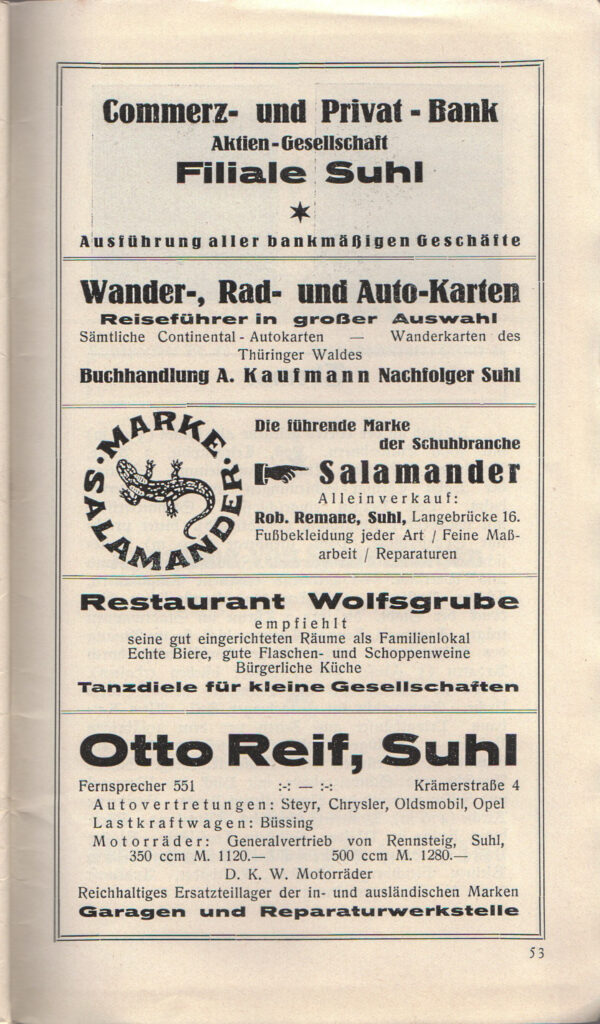 Commerz- und Privat-Bank
Aktien-Gesellschaft
Filiale Suhl
Ausführung aller bankmäßigen Geschäfte
Wander-, Rad- und Auto-Karten
Reiseführer in großer Auswahl
Sämtliche Continental-Autokarten — Wanderkarten des
Thüringer Waldes
Buchhandlung A. Kaufmann Nachfolger Suhl
MARKE SALAMANDER
Die führende Marke
der Schuhbranche
Salamander
Alleinverkauf:
Rob. Remane, Suhl, Langebrücke 16.
Fußbekleidung jeder Art / Feine Maß-
arbeit / Reparaturen
Restaurant Wolfsgrube
empfiehlt
seine gut eingerichteten Räume als Familienlokal
Echte Biere, gute Flaschen- und Schoppenweine
Bürgerliche Küche
Tanzdiele für kleine Gesellschaften
Otto Reif, Suhl
Fernsprecher 551 :-: — :-: Krämerstraße 4
Autovertretungen: Steyr, Chrysler, Oldsmobil, Opel
Lastkraftwagen: Büssing
Motorräder: Generalvertrieb von Rennsteig, Suhl,
350 ccm M. 1120.— 500 ccm M. 1280.—
D. K. W. Motorräder
Reichhaltiges Ersatzteillager der in- und ausländischen Marken
Garagen und Reparaturwerkstelle
53